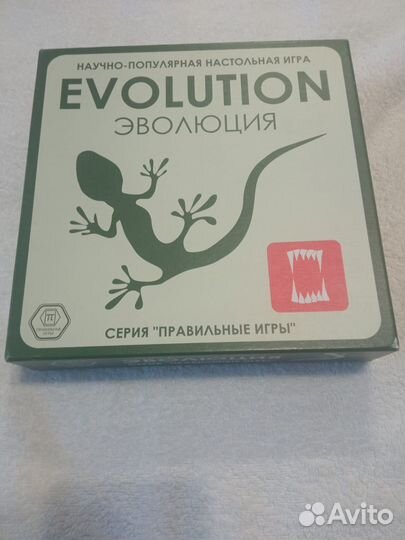 НАУЧНО-ПОПУЛЯРНАЯ НАСТОЛЬНАЯ ИГРА
EVOLUTION
ЭВОЛЮЦИЯ
СЕРИЯ "ПРАВИЛЬНЫЕ ИГРЫ"
Avito